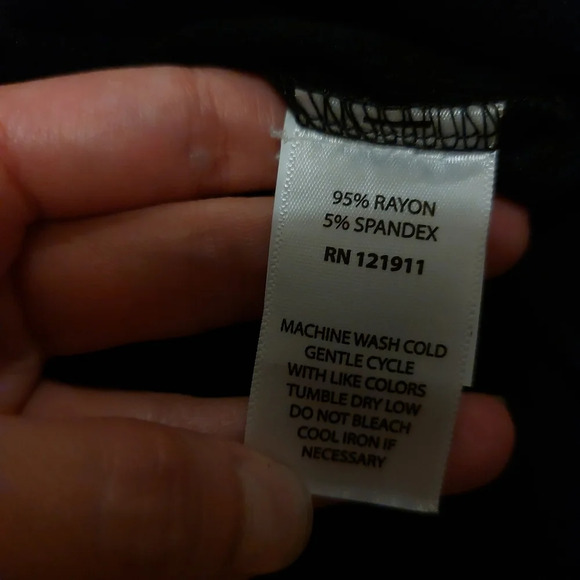 95% RAYON
5% SPANDEX
RN 121911
MACHINE WASH COLD
GENTLE CYCLE
WITH LIKE COLORS
TUMBLE DRY LOW
DO NOT BLEACH
COOL IRON IF
NECESSARY